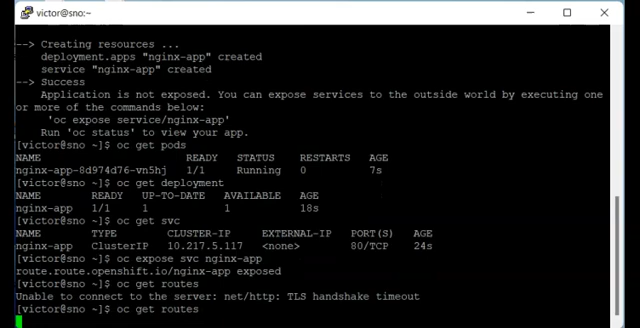 victor@sno:~
--> Creating resources ...
deployment.apps "nginx-app" created
service "nginx-app" created
--> Success
Application is not exposed. You can expose services to the outside world by executing one
or more of the commands below:
'oc expose service/nginx-app'
Run 'oc status' to view your app.
[victor@sno ~]$ oc get pods
NAME READY STATUS RESTARTS AGE
nginx-app-8d974d76-vn5hj 1/1 Running 0 7s
[victor@sno ~]$ oc get deployment
NAME READY UP-TO-DATE AVAILABLE AGE
nginx-app 1/1 1 1 18s
[victor@sno ~]$ oc get svc
NAME TYPE CLUSTER-IP EXTERNAL-IP PORT(S) AGE
nginx-app ClusterIP 10.217.5.117 <none> 80/TCP 24s
[victor@sno ~]$ oc expose svc nginx-app
route.route.openshift.io/nginx-app exposed
[victor@sno ~]$ oc get routes
Unable to connect to the server: net/http: TLS handshake timeout
[victor@sno ~]$ oc get routes